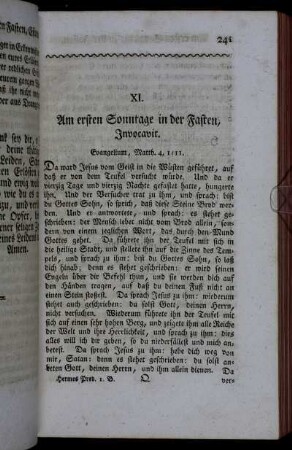 241
XI.
Am ersten Sonntage in der Fasten,
Invocavit.
Evangelium, Matth. 4, 1-11.
Da ward Jesus vom Geist in die Wüsten geführet, auf
daß er von dem Teufel versucht würde. Und da er
vierzig Tage und vierzig Nachte gefastet hatte, hungerte
ihn. Und der Versucher trat zu ihm, und sprach: bist
du Gottes Sohn, so sprich, daß diese Steine Brod wer-
den. Und er antwortete, und sprach: es stehet ge-
schrieben: der Mensch lebet nicht vom Brod allein, son-
dern von einem jeglichen Wort, das durch den Mund
Gottes gehet. Da führete ihn der Teufel mit sich in
die heilige Stadt, und stellete ihn auf die Zinne des Tem-
pels, und sprach zu ihm: bist du Gottes Sohn, so laß
dich hinab; denn es stehet geschrieben: er wird seinen
Engeln über dir Befehl thun, und sie werden dich auf
den Händen tragen, auf daß du deinen Fuß nicht an
einen Stein stoßest. Da sprach Jesus zu ihm: wiederum
stehet auch geschrieben: du solst Gott, deinen Herrn,
nicht versuchen. Wiederum führete ihn der Teufel mit
sich auf einen sehr hohen Berg, und zeigete ihm alle Reiche
der Welt und ihre Herrlichkeit, und sprach zu ihm: dies
alles will ich dir geben, so du niederfällest und mich an-
betest. Da sprach Jesus zu ihm: hebe dich weg von
mir, Satan: denn es stehet geschrieben: du solst an-
beten Gott, deinen Herrn, und ihm allein dienen. Da
Hermes Pred. 1. B. Q ver-
den Fasten,
Leiden,
Erlösten
Opfer,
Amen.